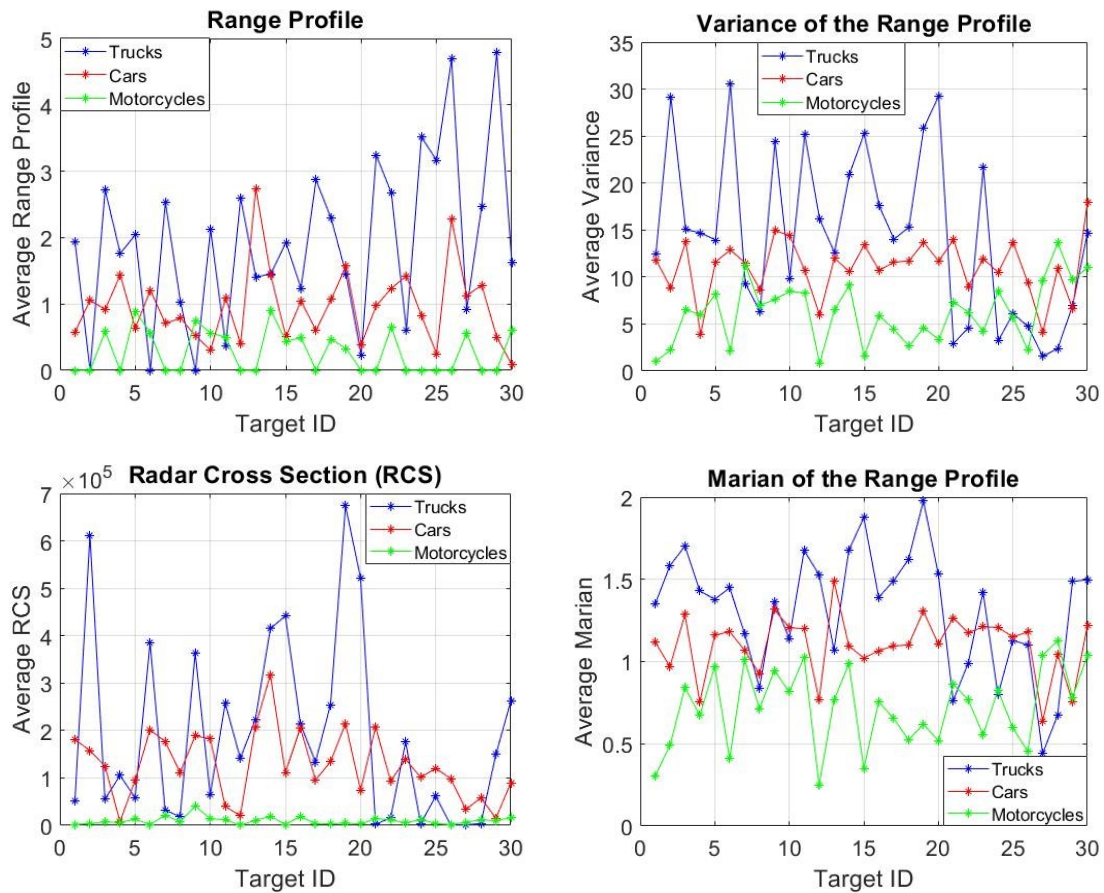 Range Profile
Average Range Profile
5
4
3
2
1
0
Trucks
Cars
Motorcycles
0 5 10 15 20 25 30
Target ID
Variance of the Range Profile
Average Variance
35
30
25
20
15
10
5
0
Trucks
Cars
Motorcycles
0 5 10 15 20 25 30
Target ID
Radar Cross Section (RCS)
×10^5
Average RCS
7
6
5
4
3
2
1
0
Trucks
Cars
Motorcycles
0 5 10 15 20 25 30
Target ID
Marian of the Range Profile
Average Marian
2
1.5
1
0.5
0
Trucks
Cars
Motorcycles
0 5 10 15 20 25 30
Target ID